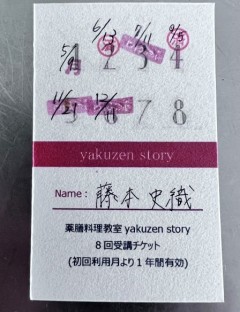 5/9 6/13 7/11 9/5
1 2 3 4
11/21 12/11
5 6 7 8
yakuzen story
Name: 藤本 史織
薬膳料理教室 yakuzen story
8回受講チケット
(初回利用月より1年間有効)